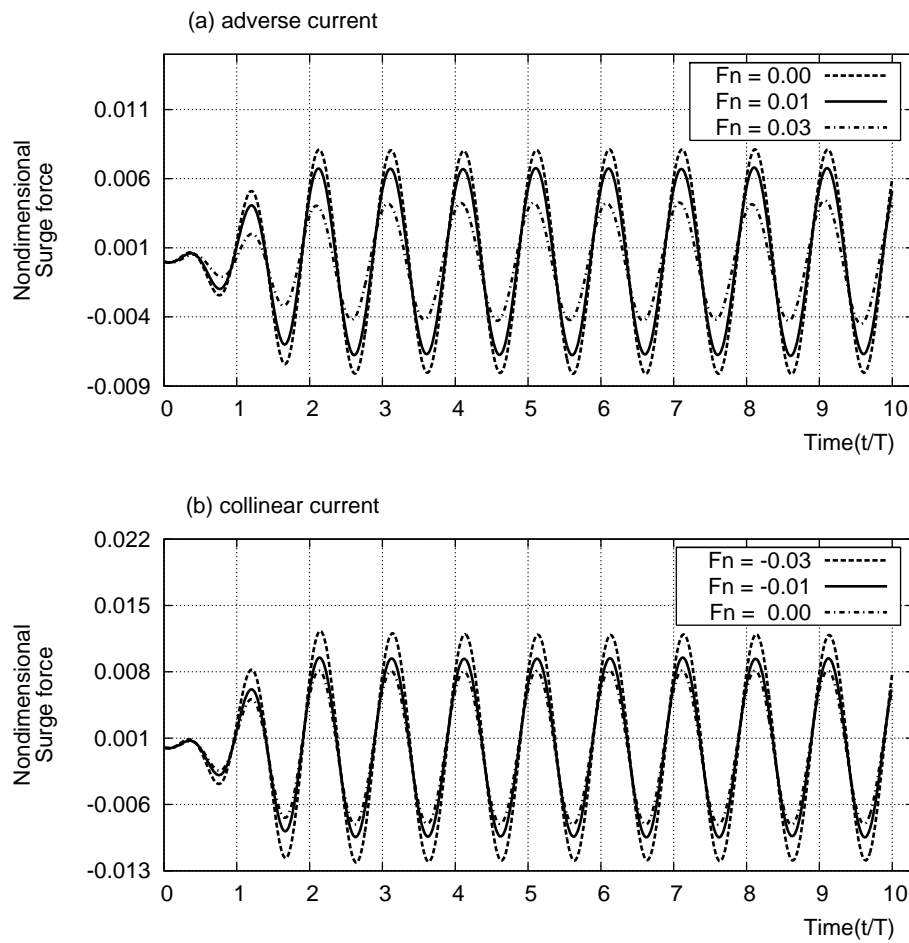 (a) adverse current
Nondimensional
Surge force
0.011
0.006
0.001
-0.004
-0.009
Fn = 0.00
Fn = 0.01
Fn = 0.03
0 1 2 3 4 5 6 7 8 9 10
Time(t/T)
(b) collinear current
Nondimensional
Surge force
0.022
0.015
0.008
0.001
-0.006
-0.013
Fn = -0.03
Fn = -0.01
Fn = 0.00
0 1 2 3 4 5 6 7 8 9 10
Time(t/T)